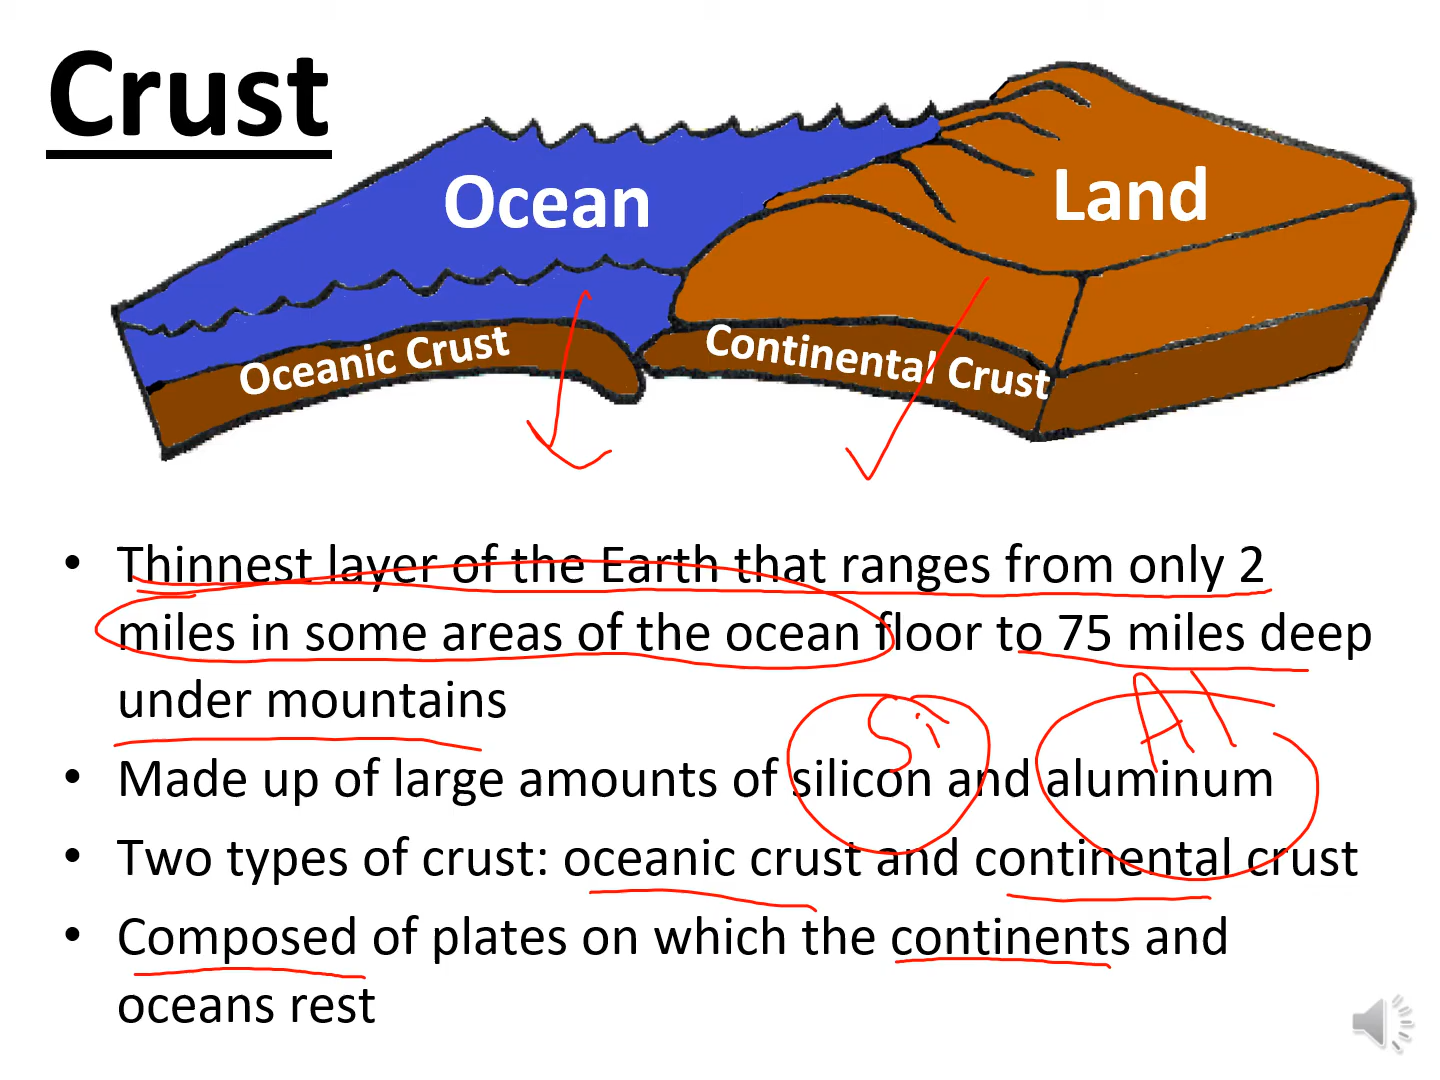 Crust
Ocean
Land
Oceanic Crust
Continental Crust
• Thinnest layer of the Earth that ranges from only 2
miles in some areas of the ocean floor to 75 miles deep
under mountains
Si
Al
• Made up of large amounts of silicon and aluminum
• Two types of crust: oceanic crust and continental crust
• Composed of plates on which the continents and
oceans rest